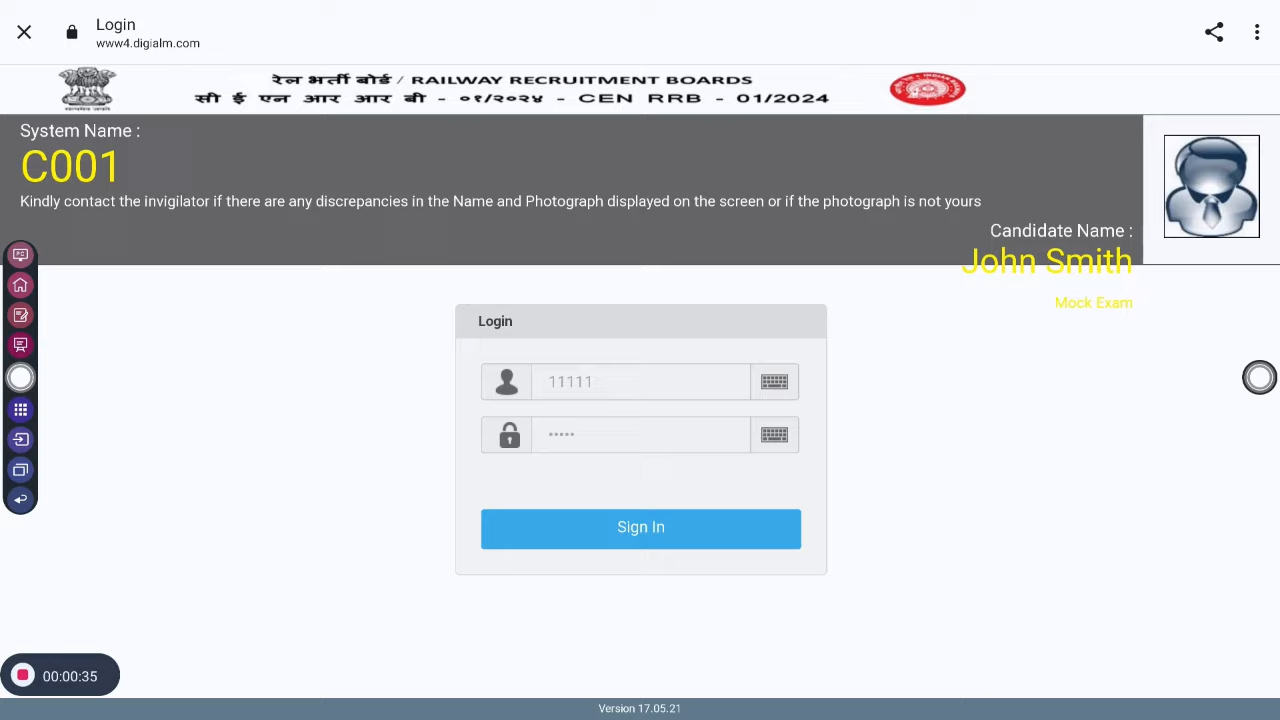 Login
www4.digialm.com
रेल भर्ती बोर्ड / RAILWAY RECRUITMENT BOARDS
सी ई एन आर आर बी - ०१/२०२४ - CEN RRB - 01/2024
System Name :
C001
Kindly contact the invigilator if there are any discrepancies in the Name and Photograph displayed on the screen or if the photograph is not yours
Candidate Name :
John Smith
Mock Exam
Login
11111
•••••
Sign In
00:00:35
Version 17.05.21